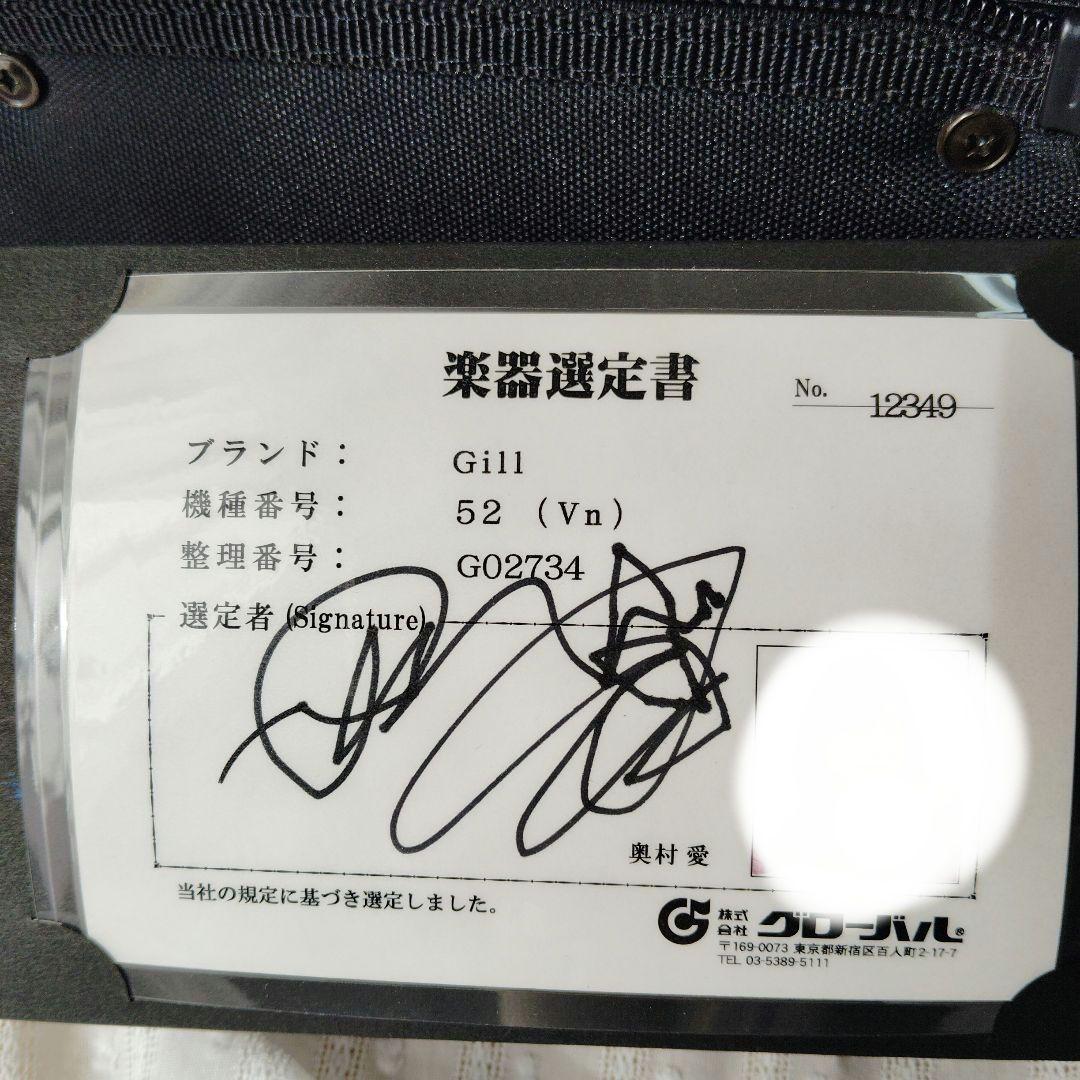 楽器選定書
No. 12349
ブランド： Gill
機種番号： 52 (Vn)
整理番号： G02734
選定者 (Signature)
奥村 愛
当社の規定に基づき選定しました。
株式会社 グローバル®
〒169-0073 東京都新宿区百人町2-17-7
TEL 03-5389-5111